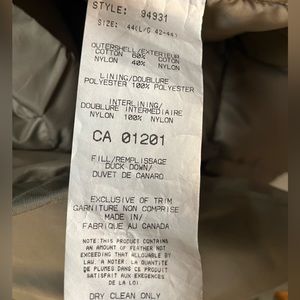 STYLE: 94931
SIZE: 44(L/G 42-44)
OUTERSHELL/EXTERIEUR
COTTON 60% COTON
NYLON 40% NYLON
LINING/DOUBLURE
POLYESTER 100% POLYESTER
INTERLINING/
DOUBLURE INTERMEDIAIRE
NYLON 100% NYLON
CA 01201
FILL/REMPLISSAGE
DUCK DOWN/
DUVET DE CANARD
EXCLUSIVE OF TRIM
GARNITURE NON COMPRISE
MADE IN/
FABRIQUE AU CANADA
NOTE:THIS PRODUCT CONTAINS
AN AMOUNT OF FEATHER NOT
EXCEEDING THAT ALLOWABLE BY
LAW. A NOTER: LA QUANTITE
DE PLUMES DANS CE PRODUIT
SATISFAIT AUX EXIGENCES
DE LA LOI
DRY CLEAN ONLY